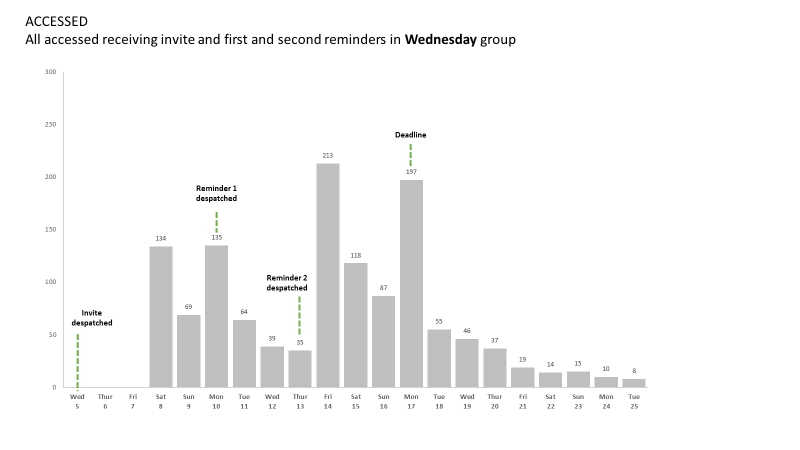 ACCESSED
All accessed receiving invite and first and second reminders in Wednesday group
300
250
200
150
100
50
0
Invite
despatched
Reminder 1
despatched
Reminder 2
despatched
Deadline
134
69
135
64
39
35
213
118
87
197
55
46
37
19
14
15
10
8
Wed Thur Fri Sat Sun Mon Tue Wed Thur Fri Sat Sun Mon Tue Wed Thur Fri Sat Sun Mon Tue
5 6 7 8 9 10 11 12 13 14 15 16 17 18 19 20 21 22 23 24 25